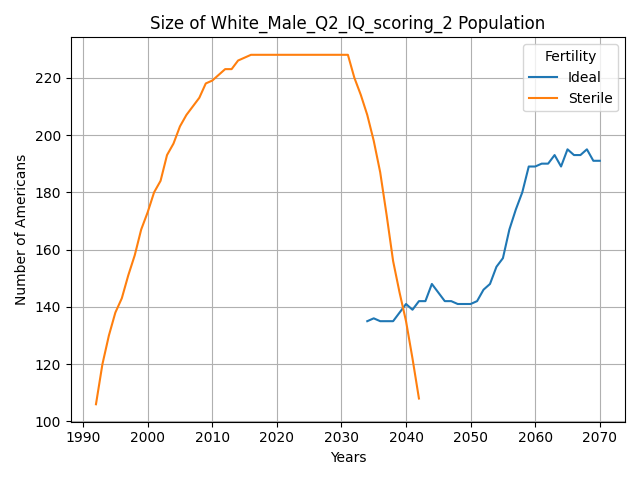 Size of White_Male_Q2_IQ_scoring_2 Population
Fertility
Ideal
Sterile
Number of Americans
220
200
180
160
140
120
100
1990 2000 2010 2020 2030 2040 2050 2060 2070
Years